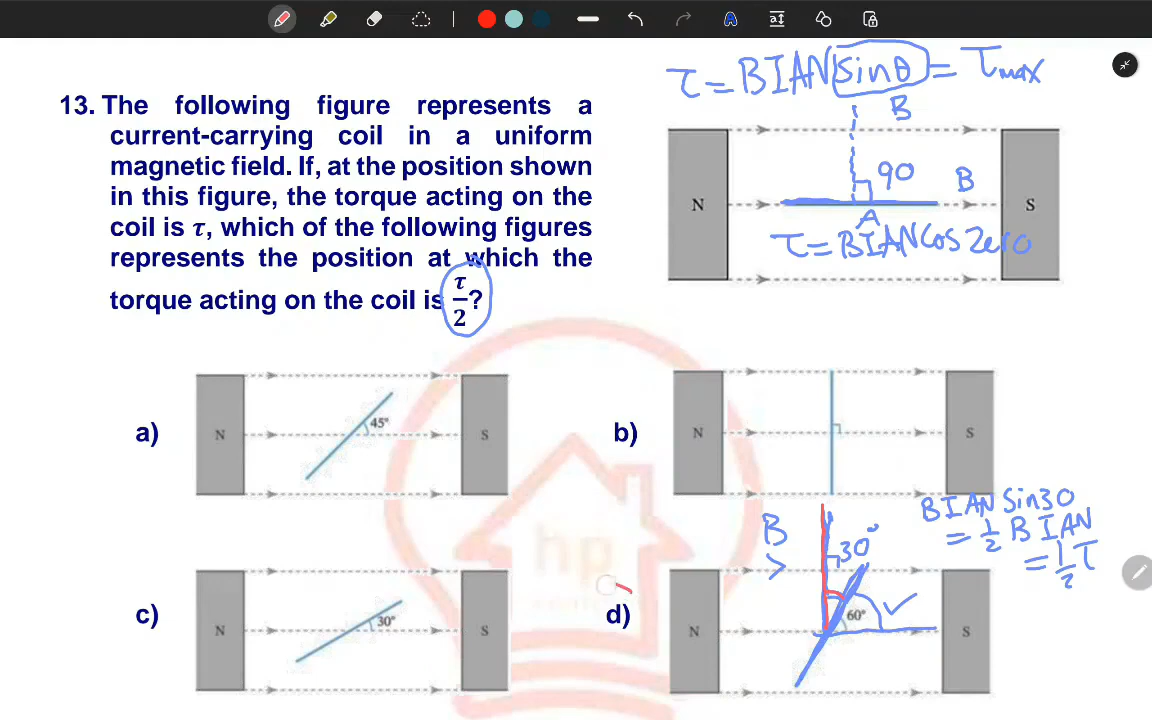 τ = BIAN sinθ = τmax
13. The following figure represents a
current-carrying coil in a uniform
magnetic field. If, at the position shown
in this figure, the torque acting on the
coil is τ, which of the following figures
represents the position at which the
torque acting on the coil is τ/2?
B
90
B
N
S
A
τ = BIAN cos Zero
a)
N
45°
S
b)
N
S
c)
N
30°
S
d)
N
60°
S
B
30°
BIAN Sin30
= 1/2 BIAN
= 1/2 τ
hp